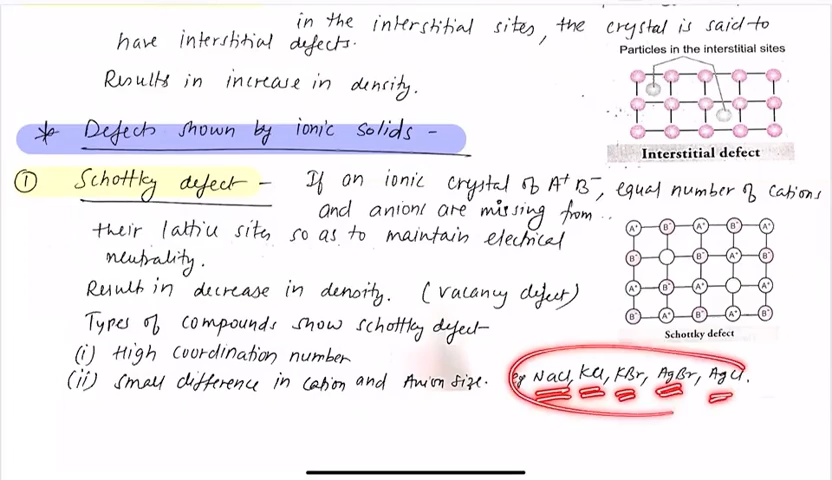 in the interstitial sites, the crystal is said to
have interstitial defects.
Results in increase in density.
Particles in the interstitial sites
Interstitial defect
* Defects shown by ionic solids -
① Schottky defect - If an ionic crystal of A⁺ B⁻, equal number of cations
and anions are missing from
their lattice sites so as to maintain electrical
neutrality.
Result in decrease in density. (vacancy defect)
Types of compounds show schottky defect
(i) High coordination number
(ii) small difference in cation and Anion size. eg NaCl, KCl, KBr, AgBr, AgCl.
A⁺ B⁻ A⁺ B⁻ A⁺
B⁻ B⁻ A⁺ B⁻
A⁺ B⁻ A⁺ A⁺
B⁻ A⁺ B⁻ A⁺ B⁻
Schottky defect